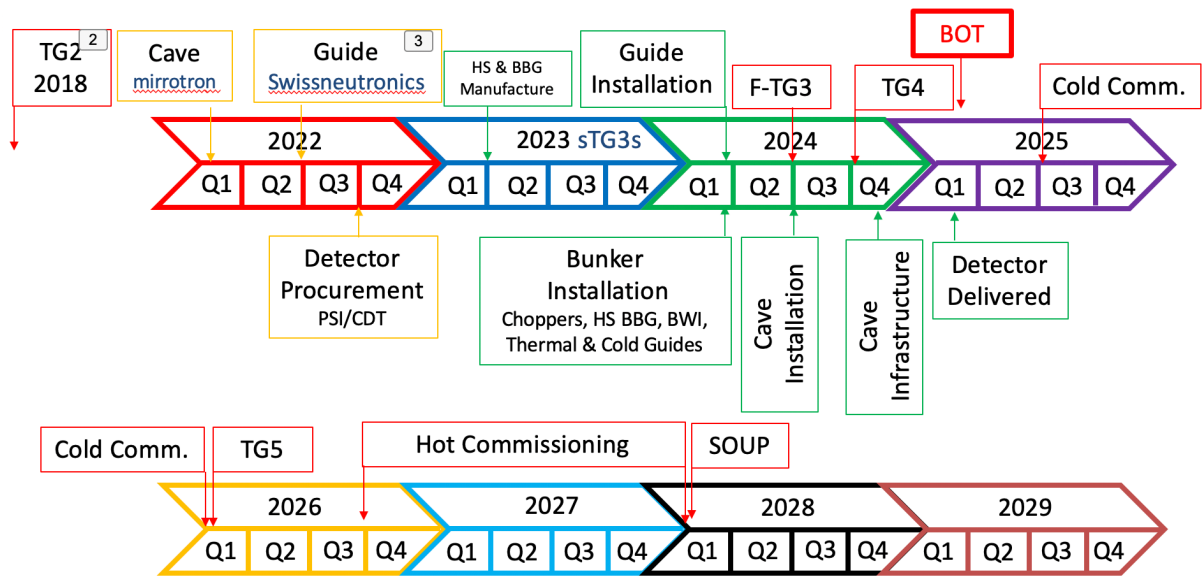 TG2 2
2018
Cave
mirrotron
Guide 3
Swissneutronics
HS & BBG
Manufacture
Guide
Installation
F-TG3
TG4
BOT
Cold Comm.
2022
2023 sTG3s
2024
2025
Q1 Q2 Q3 Q4
Q1 Q2 Q3 Q4
Q1 Q2 Q3 Q4
Q1 Q2 Q3 Q4
Detector
Procurement
PSI/CDT
Bunker
Installation
Choppers, HS BBG, BWI,
Thermal & Cold Guides
Cave
Installation
Cave
Infrastructure
Detector
Delivered
Cold Comm.
TG5
Hot Commissioning
SOUP
2026
2027
2028
2029
Q1 Q2 Q3 Q4
Q1 Q2 Q3 Q4
Q1 Q2 Q3 Q4
Q1 Q2 Q3 Q4